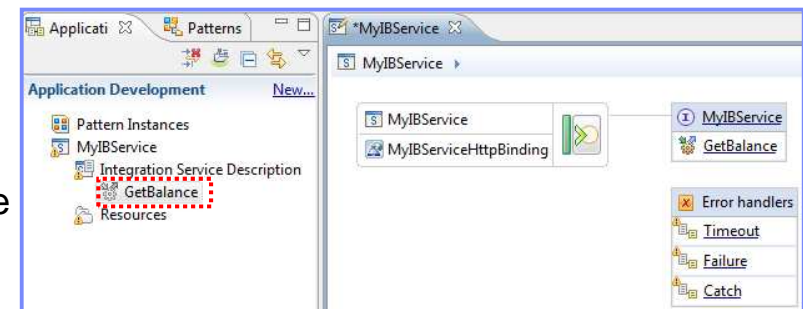 Applicati
Patterns
*MyIBService
Application Development
New...
Pattern Instances
MyIBService
Integration Service Description
GetBalance
Resources
e
MyIBService
MyIBService
MyIBServiceHttpBinding
MyIBService
GetBalance
Error handlers
Timeout
Failure
Catch